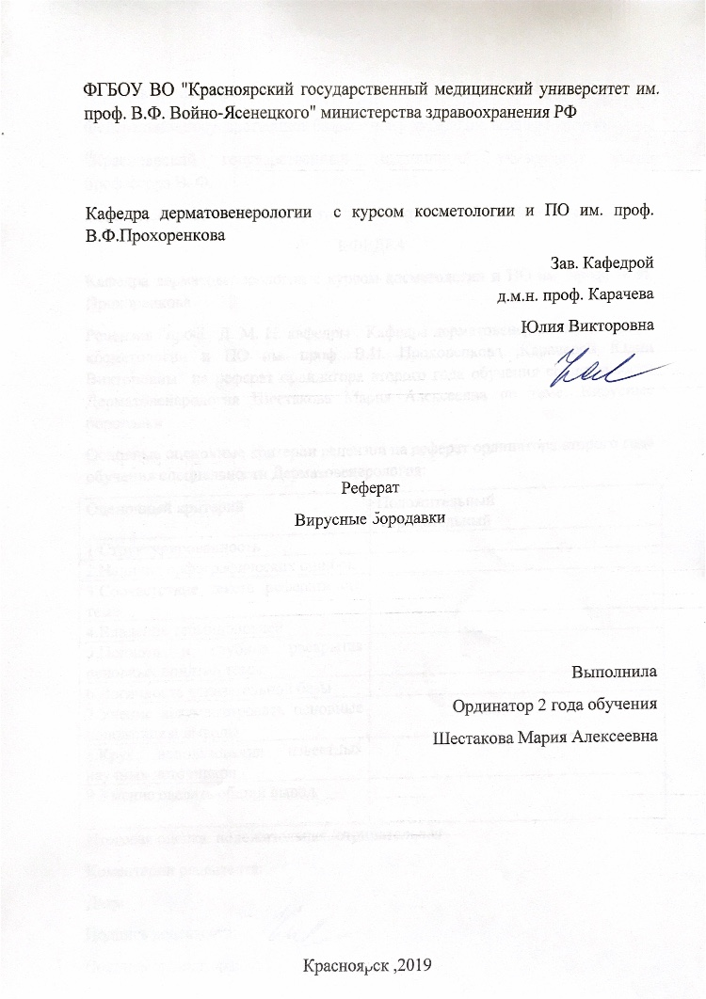 ФГБОУ ВО "Красноярский государственный медицинский университет им.
проф. В.Ф. Войно-Ясенецкого" министерства здравоохранения РФ
Кафедра дерматовенерологии с курсом косметологии и ПО им. проф.
В.Ф.Прохоренкова
Зав. Кафедрой
д.м.н. проф. Карачева
Юлия Викторовна
Реферат
Вирусные бородавки
Выполнила
Ординатор 2 года обучения
Шестакова Мария Алексеевна
Красноярск ,2019